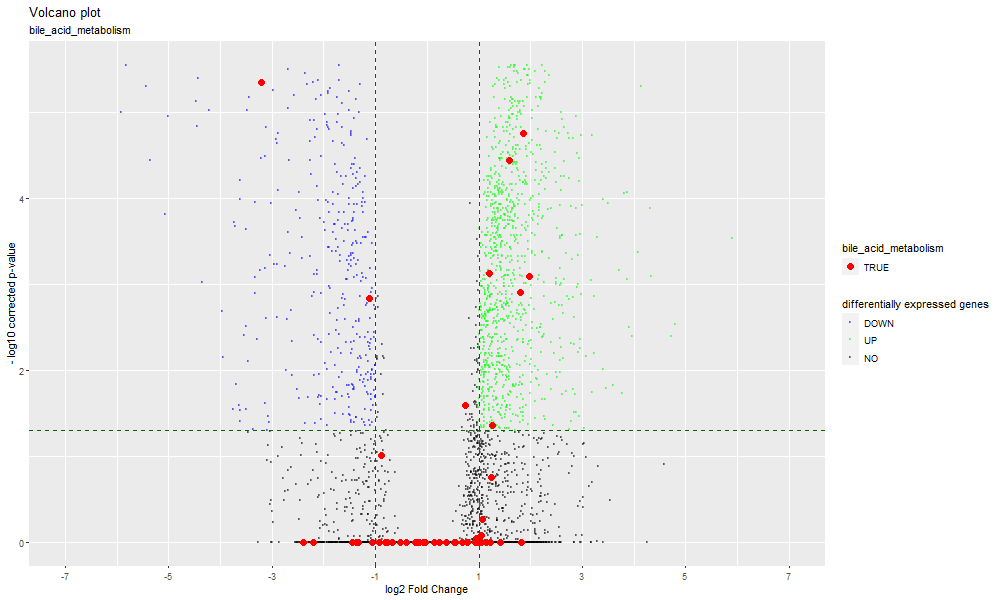 Volcano plot
bile_acid_metabolism
- log10 corrected p-value
4
2
0
-7
-5
-3
-1
1
3
5
7
log2 Fold Change
bile_acid_metabolism
TRUE
differentially expressed genes
DOWN
UP
NO